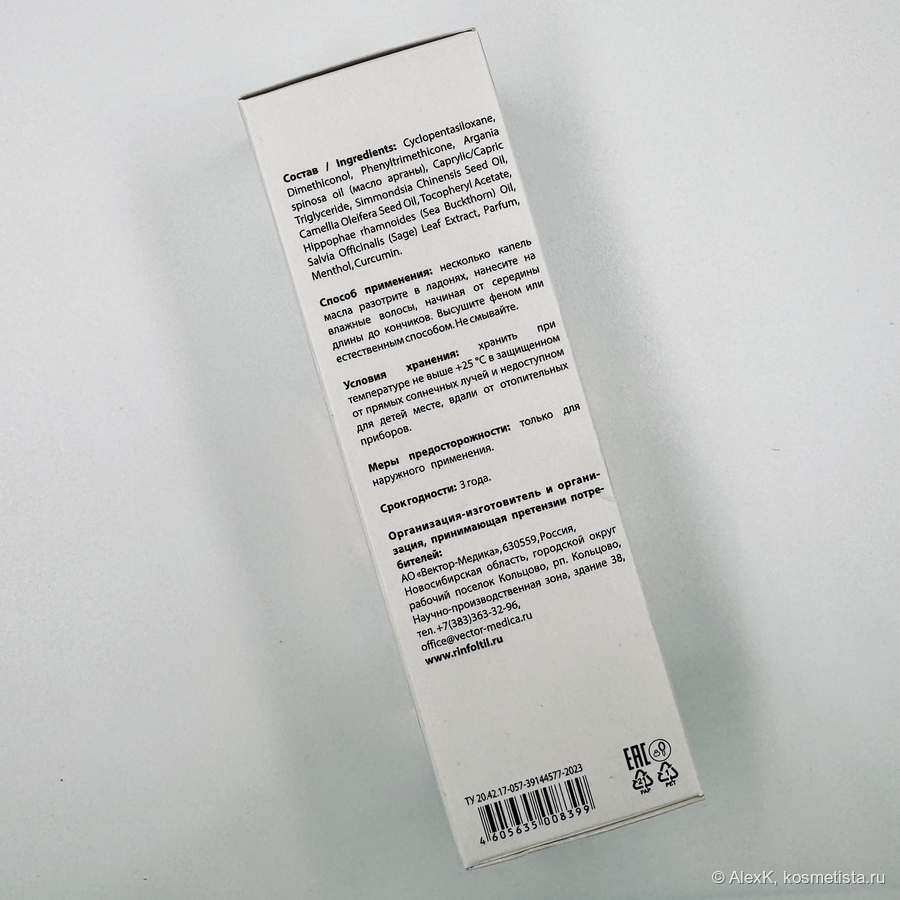 Состав / Ingredients: Cyclopentasiloxane,
Dimethiconol, Phenyltrimethicone, Argania
spinosa oil (масло арганы), Caprylic/Capric
Triglyceride, Simmondsia Chinensis Seed Oil,
Camellia Oleifera Seed Oil, Tocopheryl Acetate,
Hippophae rhamnoides (Sea Buckthorn) Oil,
Salvia Officinalis (Sage) Leaf Extract, Parfum,
Menthol, Curcumin.
Способ применения: несколько капель
масла разотрите в ладонях, нанесите на
влажные волосы, начиная от середины
длины до кончиков. Высушите феном или
естественным способом. Не смывайте.
Условия хранения: хранить при
температуре не выше +25 °C в защищенном
от прямых солнечных лучей и недоступном
для детей месте, вдали от отопительных
приборов.
Меры предосторожности: только для
наружного применения.
Срок годности: 3 года.
Организация-изготовитель и органи-
зация, принимающая претензии потре-
бителей:
АО «Вектор-Медика», 630559, Россия,
Новосибирская область, городской округ
рабочий поселок Кольцово, рп. Кольцово,
Научно-производственная зона, здание 38,
тел. +7(383)363-32-96,
office@vector-medica.ru
www.rinfoltil.ru
EAC
21
PAP
1
PET
ТУ 20.42.17-057-39144577-2023
4 605635 008399
© AlexK, kosmetista.ru